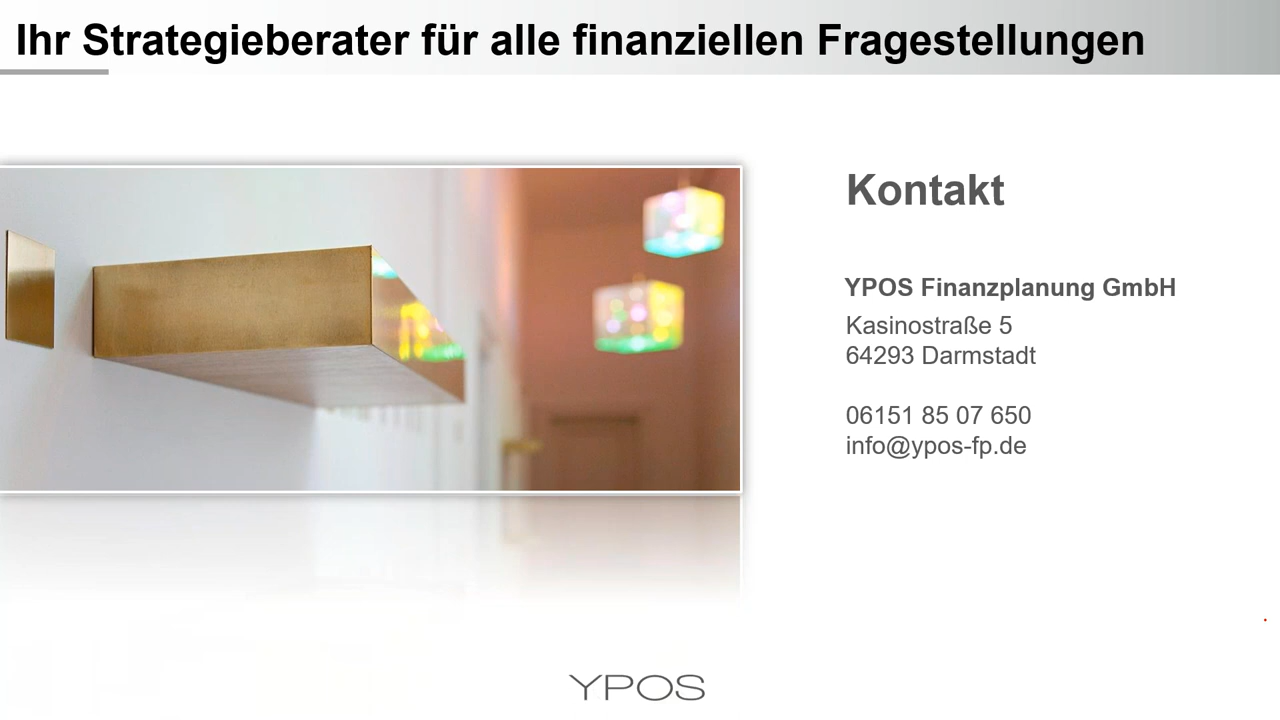 Ihr Strategieberater für alle finanziellen Fragestellungen
Kontakt
YPOS Finanzplanung GmbH
Kasinostraße 5
64293 Darmstadt
06151 85 07 650
info@ypos-fp.de
YPOS